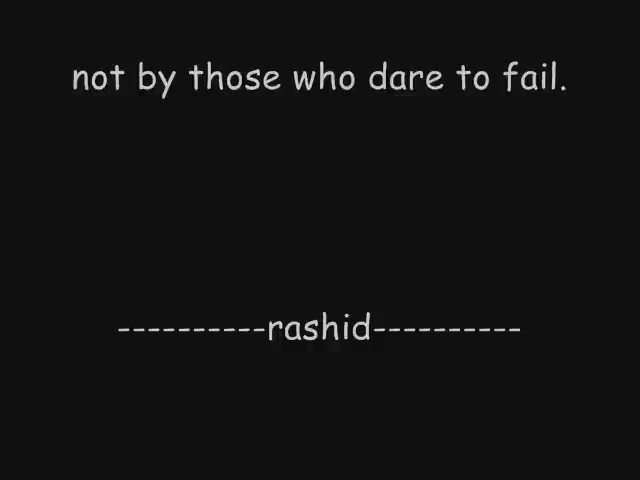 not by those who dare to fail.
----------rashid----------